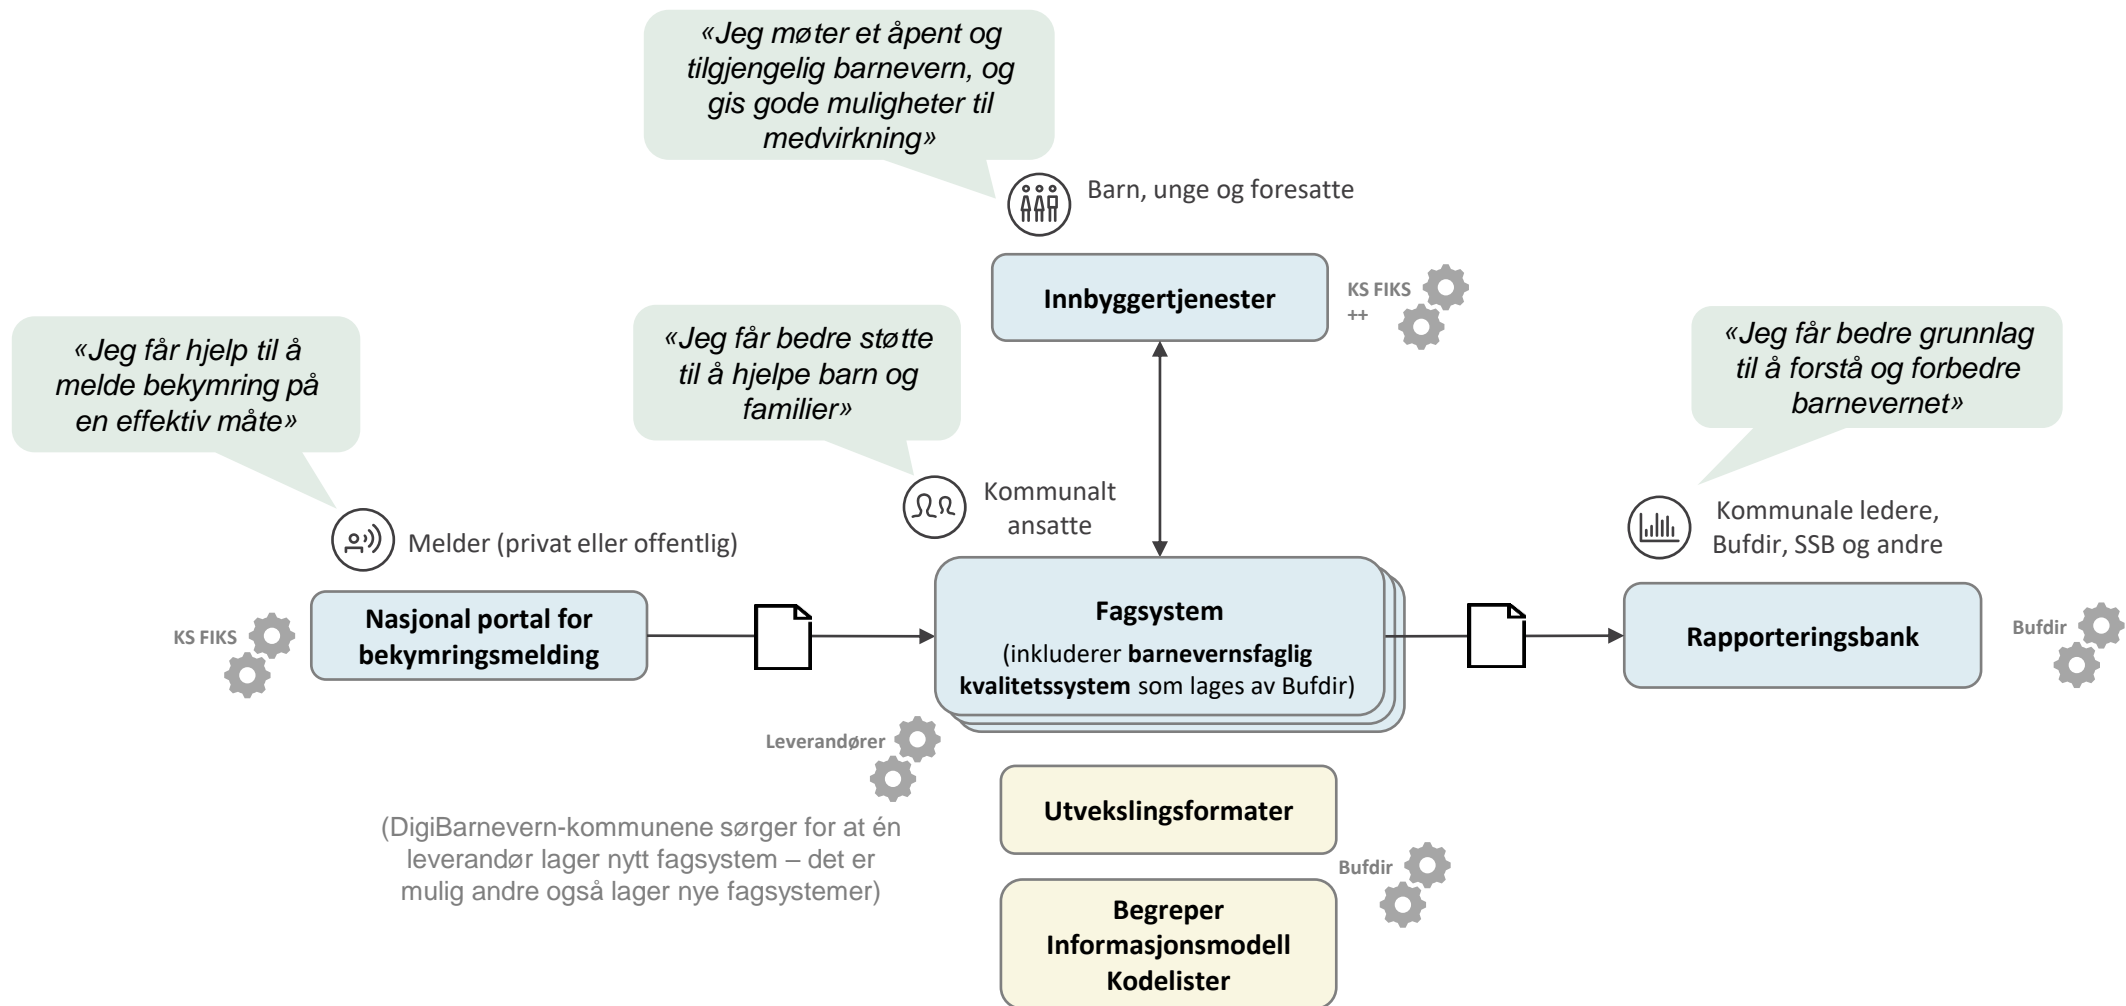 «Jeg møter et åpent og
tilgjengelig barnevern, og
gis gode muligheter til
medvirkning»
Barn, unge og foresatte
Innbyggertjenester
KS FIKS
++
«Jeg får hjelp til å
melde bekymring på
en effektiv måte»
«Jeg får bedre støtte
til å hjelpe barn og
familier»
«Jeg får bedre grunnlag
til å forstå og forbedre
barnevernet»
Melder (privat eller offentlig)
Kommunalt
ansatte
Kommunale ledere,
Bufdir, SSB og andre
KS FIKS
Nasjonal portal for
bekymringsmelding
Fagsystem
(inkluderer barnevernsfaglig
kvalitetssystem som lages av Bufdir)
Rapporteringsbank
Bufdir
Leverandører
(DigiBarnevern-kommunene sørger for at én
leverandør lager nytt fagsystem – det er
mulig andre også lager nye fagsystemer)
Utvekslingsformater
Bufdir
Begreper
Informasjonsmodell
Kodelister